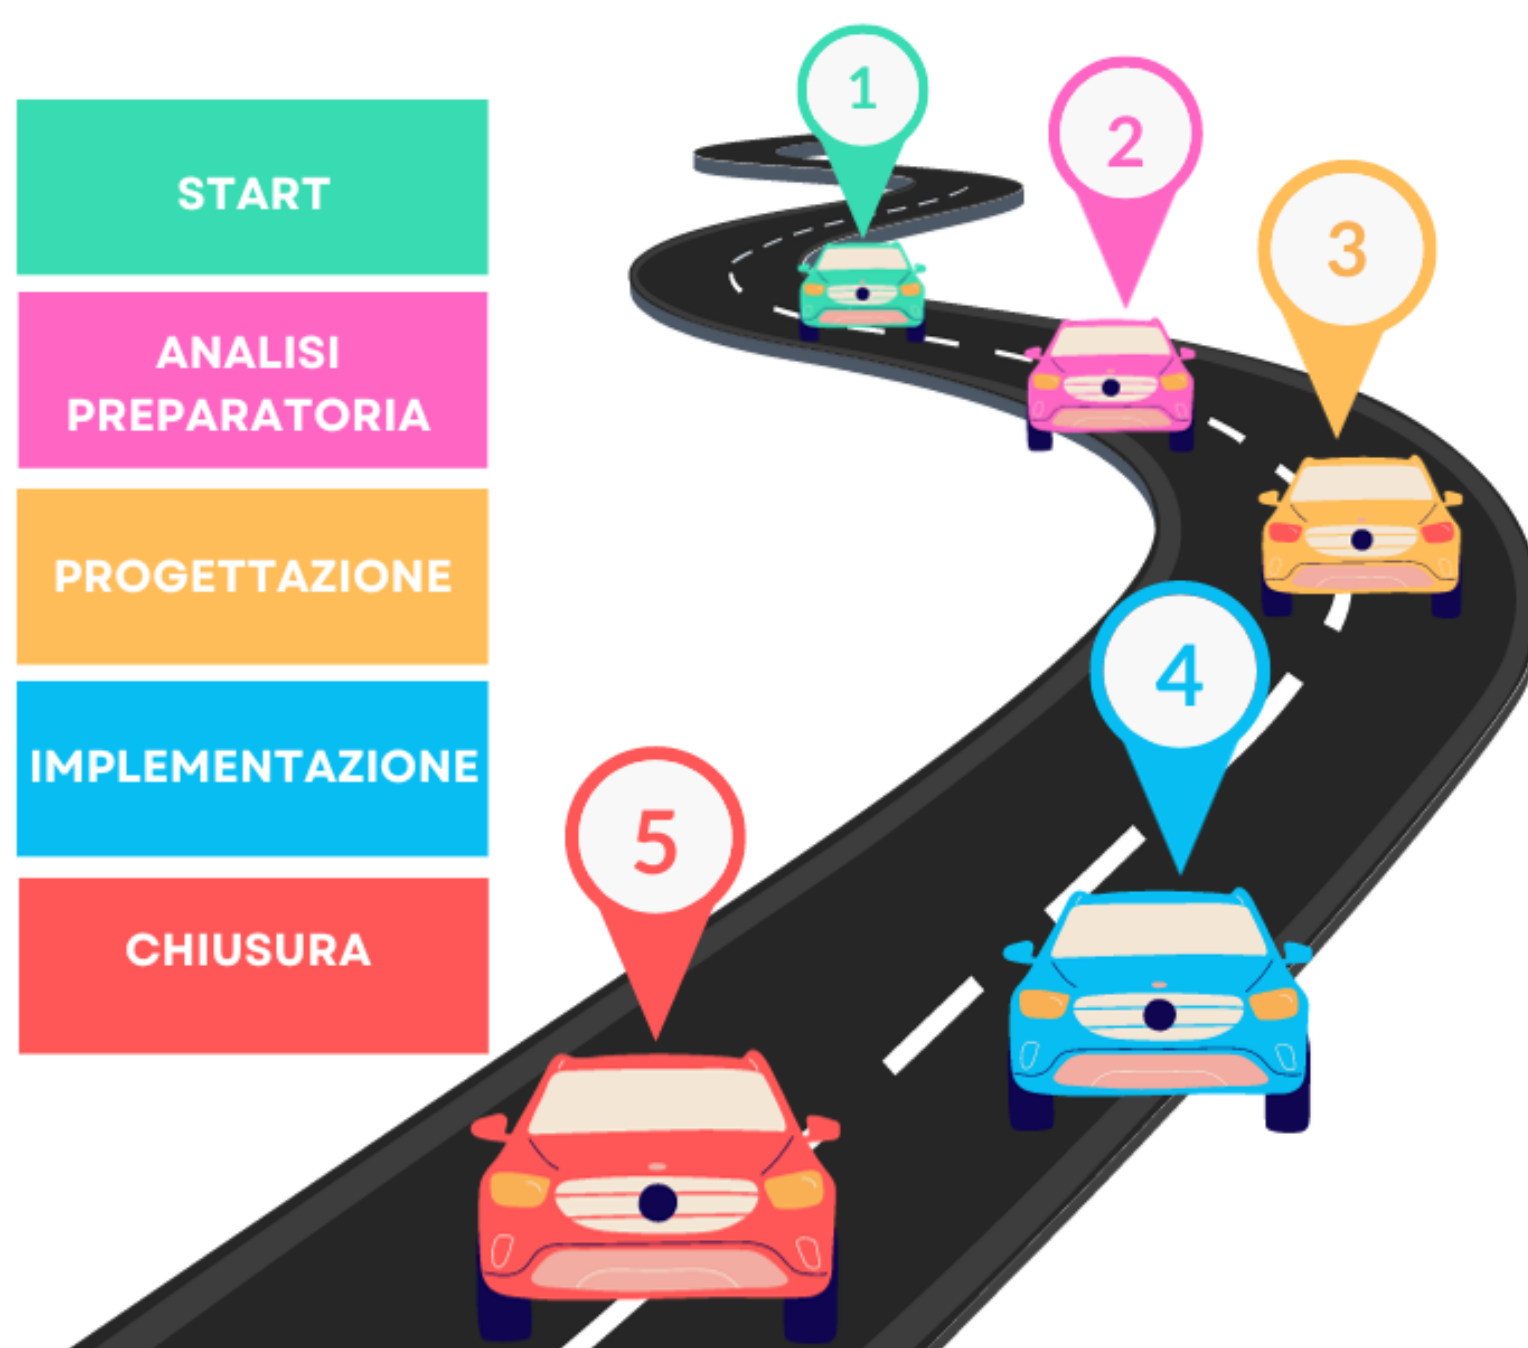 START
ANALISI
PREPARATORIA
PROGETTAZIONE
IMPLEMENTAZIONE
CHIUSURA
1
2
3
4
5